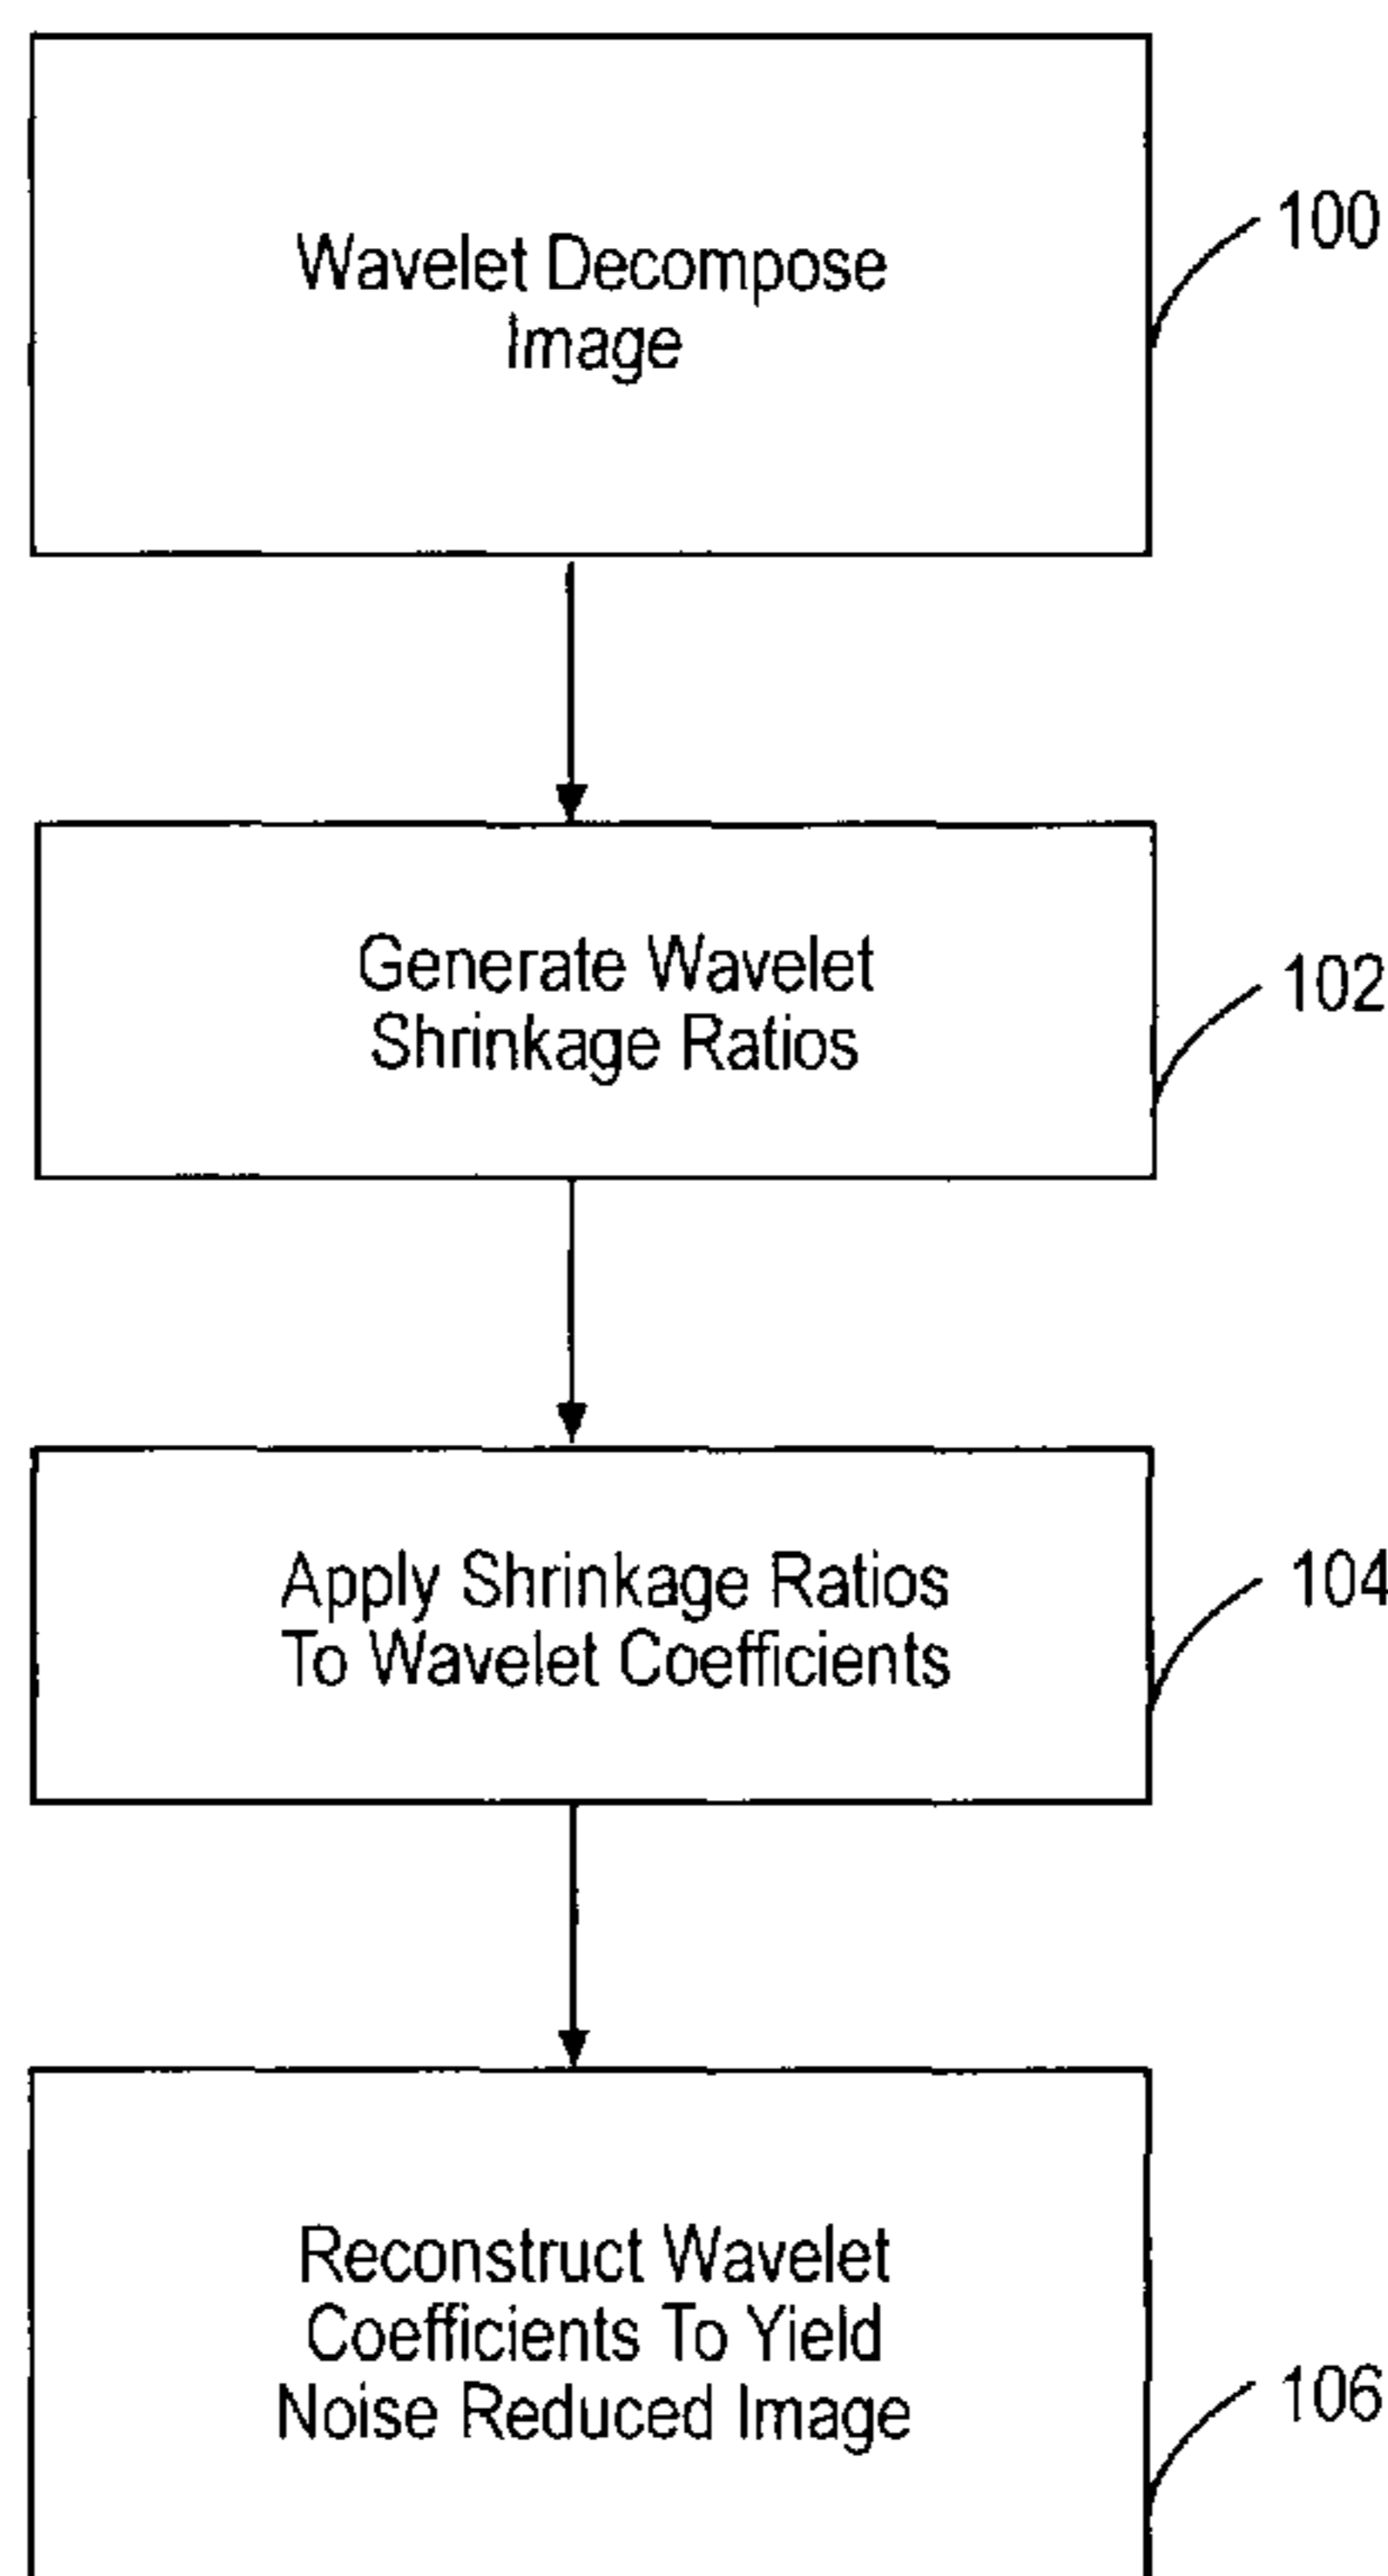 Wavelet Decompose
Image
100
Generate Wavelet
Shrinkage Ratios
102
Apply Shrinkage Ratios
To Wavelet Coefficients
104
Reconstruct Wavelet
Coefficients To Yield
Noise Reduced Image
106